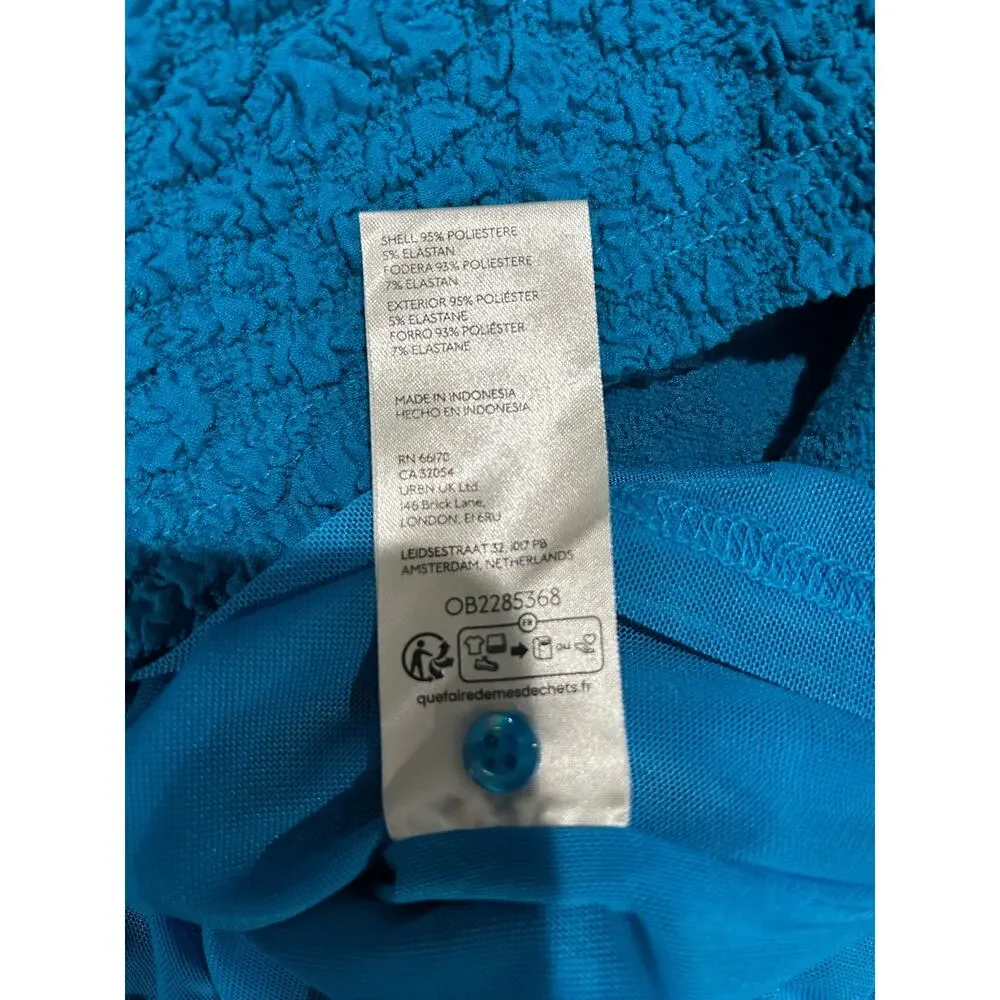 SHELL 95% POLIESTERE
5% ELASTAN
FODERA 93% POLIESTERE
7% ELASTAN
EXTERIOR 95% POLIÉSTER
5% ELASTANE
FORRO 93% POLIÉSTER
7% ELASTANE
MADE IN INDONESIA
HECHO EN INDONESIA
RN 66170
CA 32054
URBN UK Ltd.
146 Brick Lane,
LONDON, E1 6RU
LEIDSESTRAAT 32, 1017 PB
AMSTERDAM, NETHERLANDS
OB2285368
FR
ou
quefairedemesdechets.fr